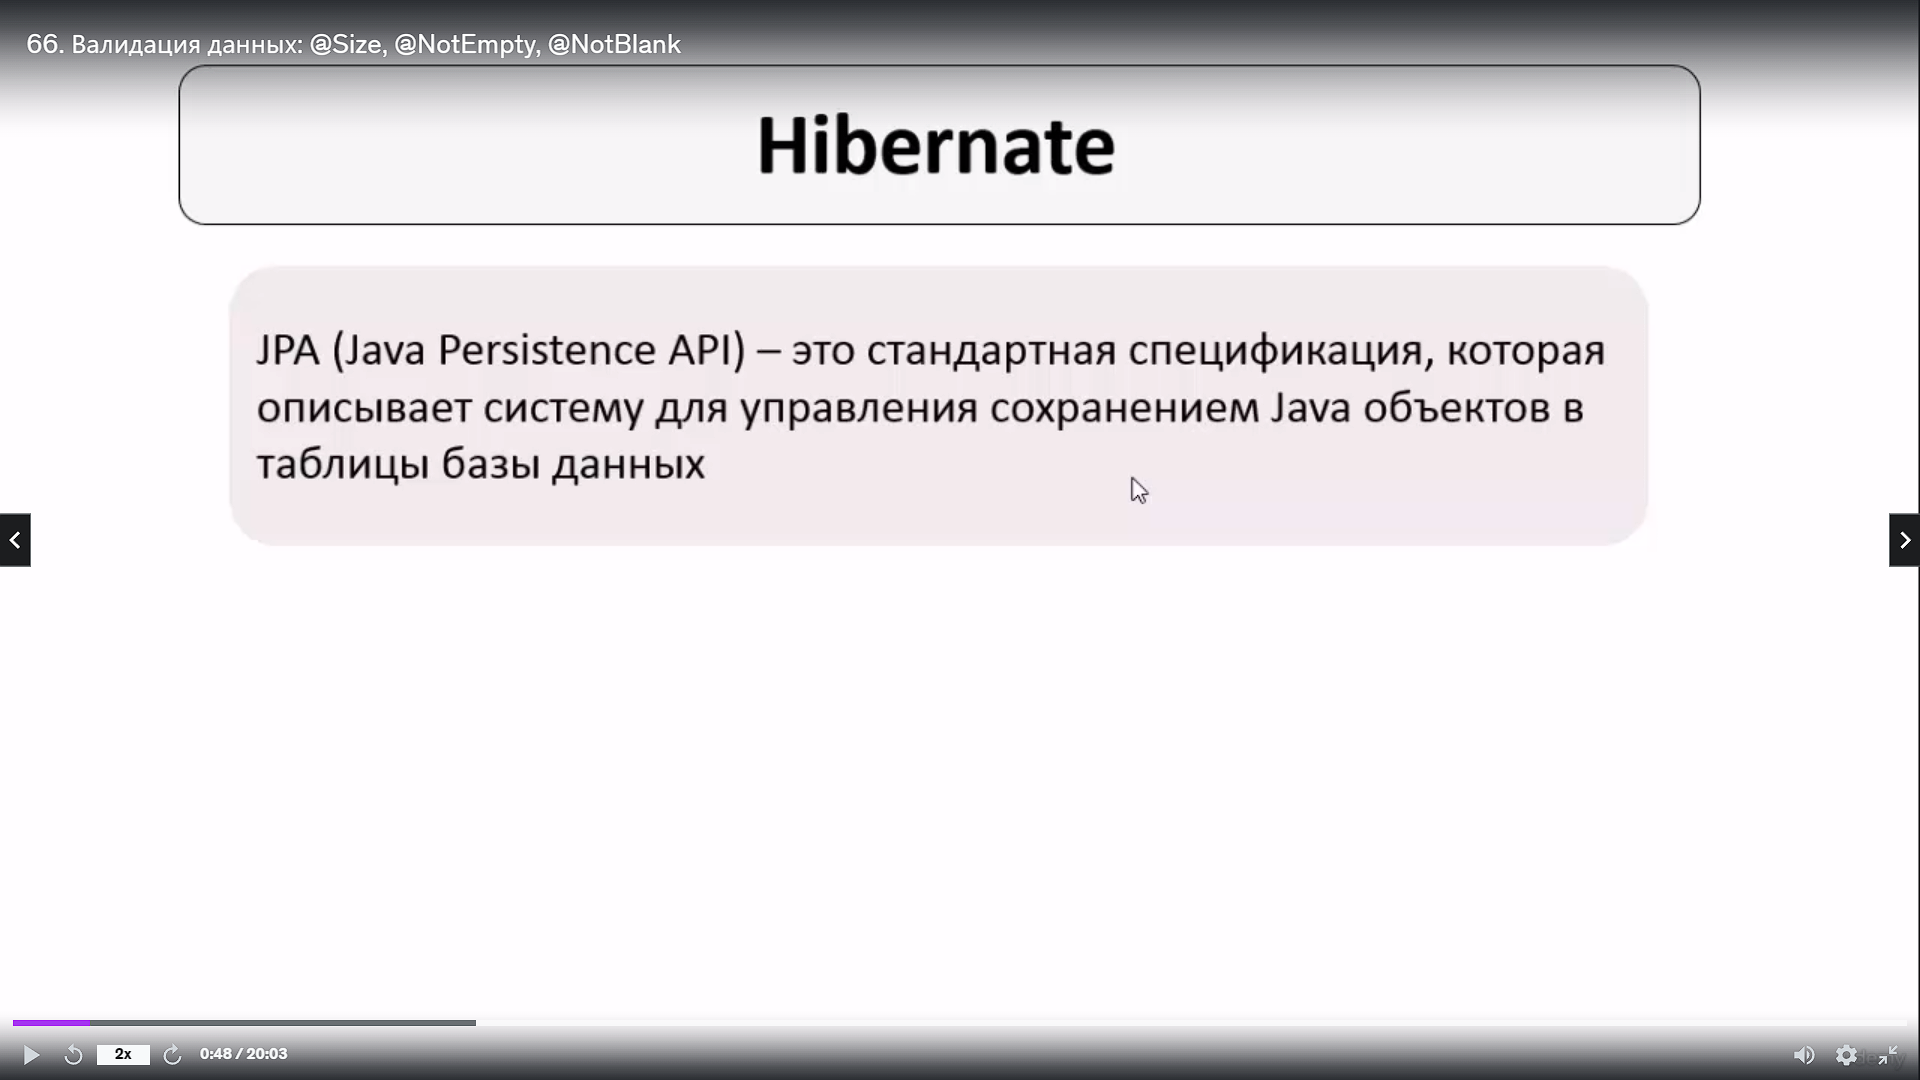 66. Валидация данных: @Size, @NotEmpty, @NotBlank
Hibernate
JPA (Java Persistence API) – это стандартная спецификация, которая
описывает систему для управления сохранением Java объектов в
таблицы базы данных
2x
0:48 / 20:03